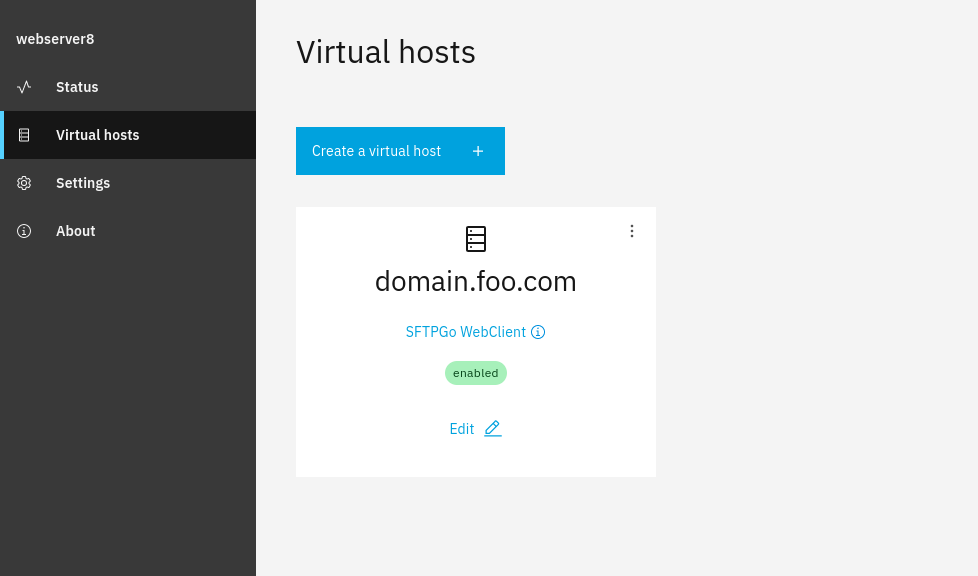 webserver8
Status
Virtual hosts
Settings
About
Virtual hosts
Create a virtual host
domain.foo.com
SFTPGo WebClient
enabled
Edit